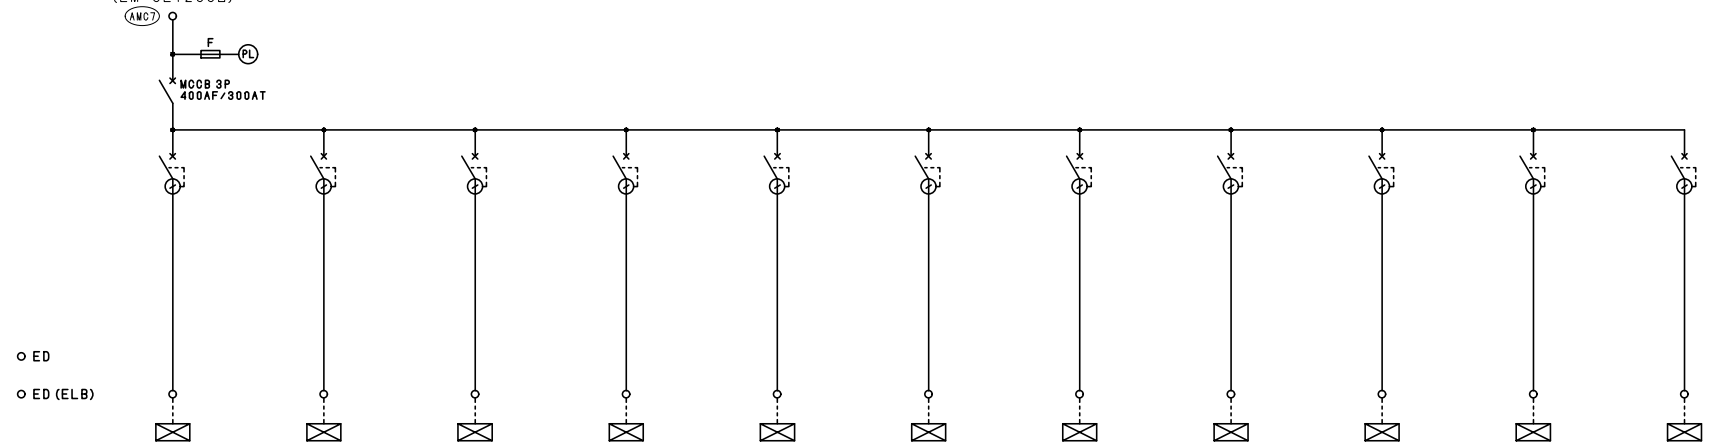 AMC7
F
PL
MCCB 3P
400AF/300AT
ED
ED (ELB)